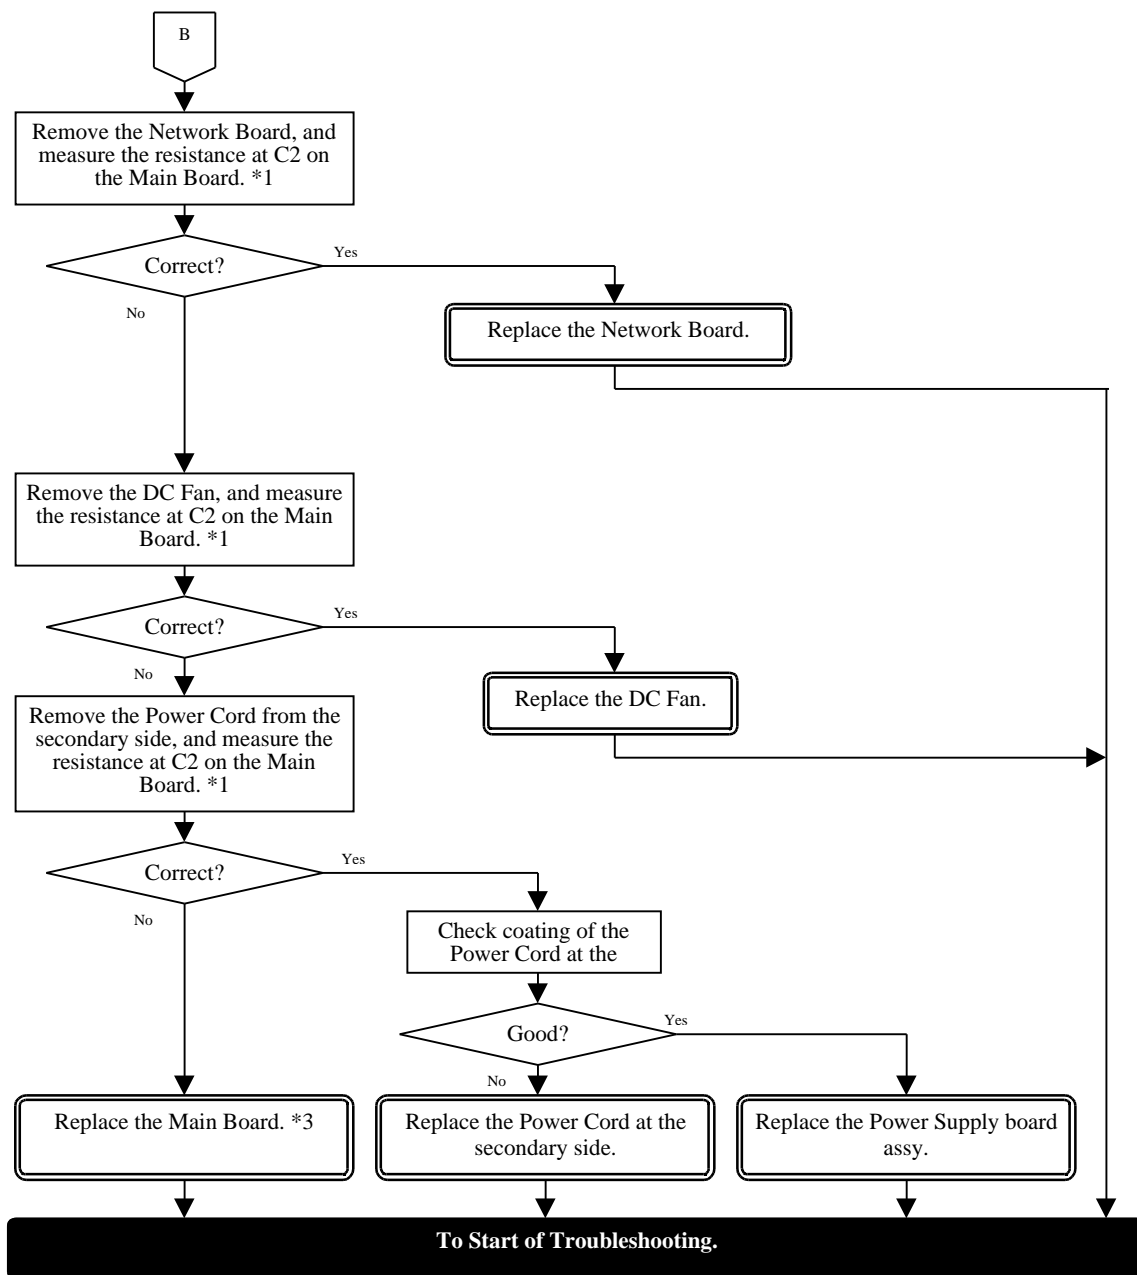 B
Remove the Network Board, and
measure the resistance at C2 on
the Main Board. *1
Correct?
Yes
No
Replace the Network Board.
Remove the DC Fan, and measure
the resistance at C2 on the Main
Board. *1
Correct?
Yes
No
Replace the DC Fan.
Remove the Power Cord from the
secondary side, and measure the
resistance at C2 on the Main
Board. *1
Correct?
Yes
No
Check coating of the
Power Cord at the
Good?
Yes
No
Replace the Main Board. *3
Replace the Power Cord at the
secondary side.
Replace the Power Supply board
assy.
To Start of Troubleshooting.